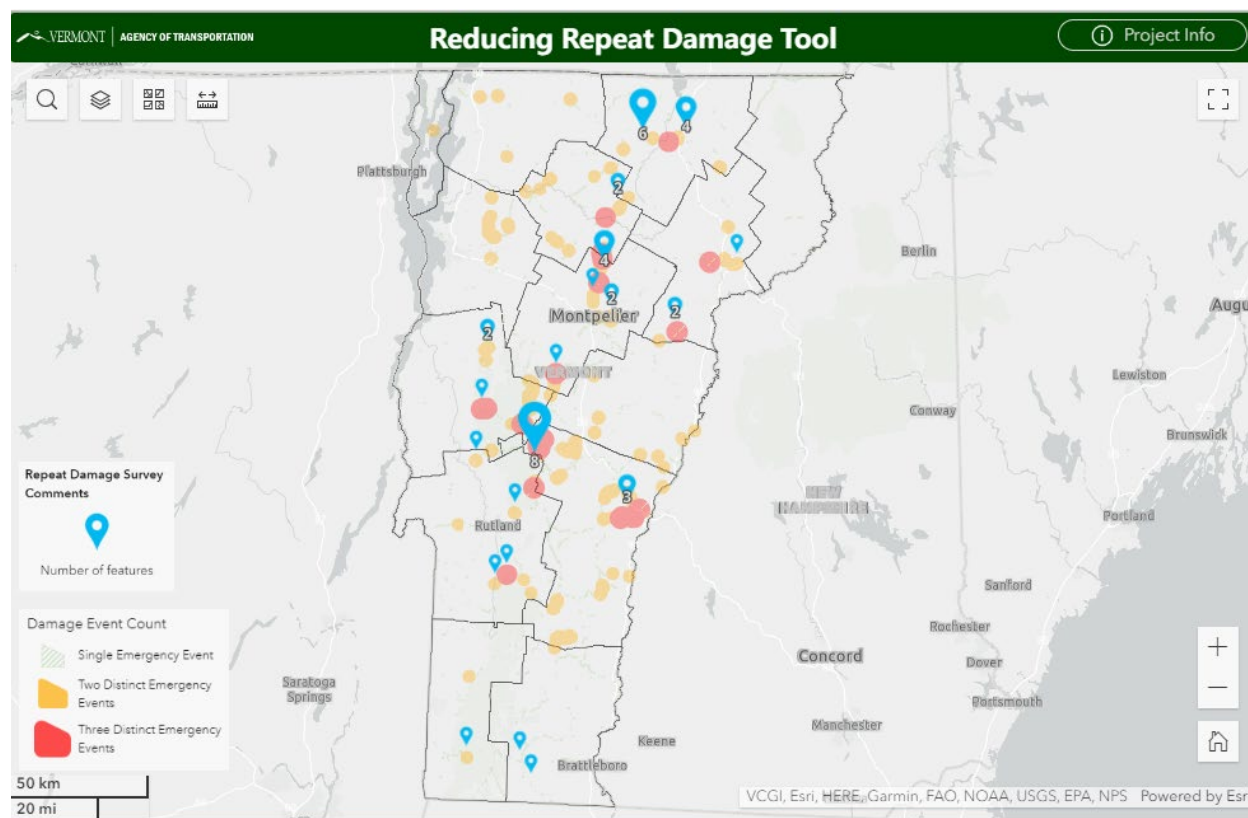 VERMONT | AGENCY OF TRANSPORTATION
Reducing Repeat Damage Tool
Project Info
Plattsburgh
6
4
2
Berlin
4
2
2
Montpelier
Augu
2
VERMONT
Lewiston
Conway
Brunswick
8
Repeat Damage Survey
Comments
Number of features
3
NEW
HAMPSHIRE
Rutland
Portland
Sanford
Damage Event Count
Single Emergency Event
Two Distinct Emergency
Events
Three Distinct Emergency
Events
Rochester
Concord
Dover
Saratoga
Springs
Portsmouth
Manchester
Keene
Brattleboro
50 km
20 mi
VCGI, Esri, HERE, Garmin, FAO, NOAA, USGS, EPA, NPS Powered by Esr